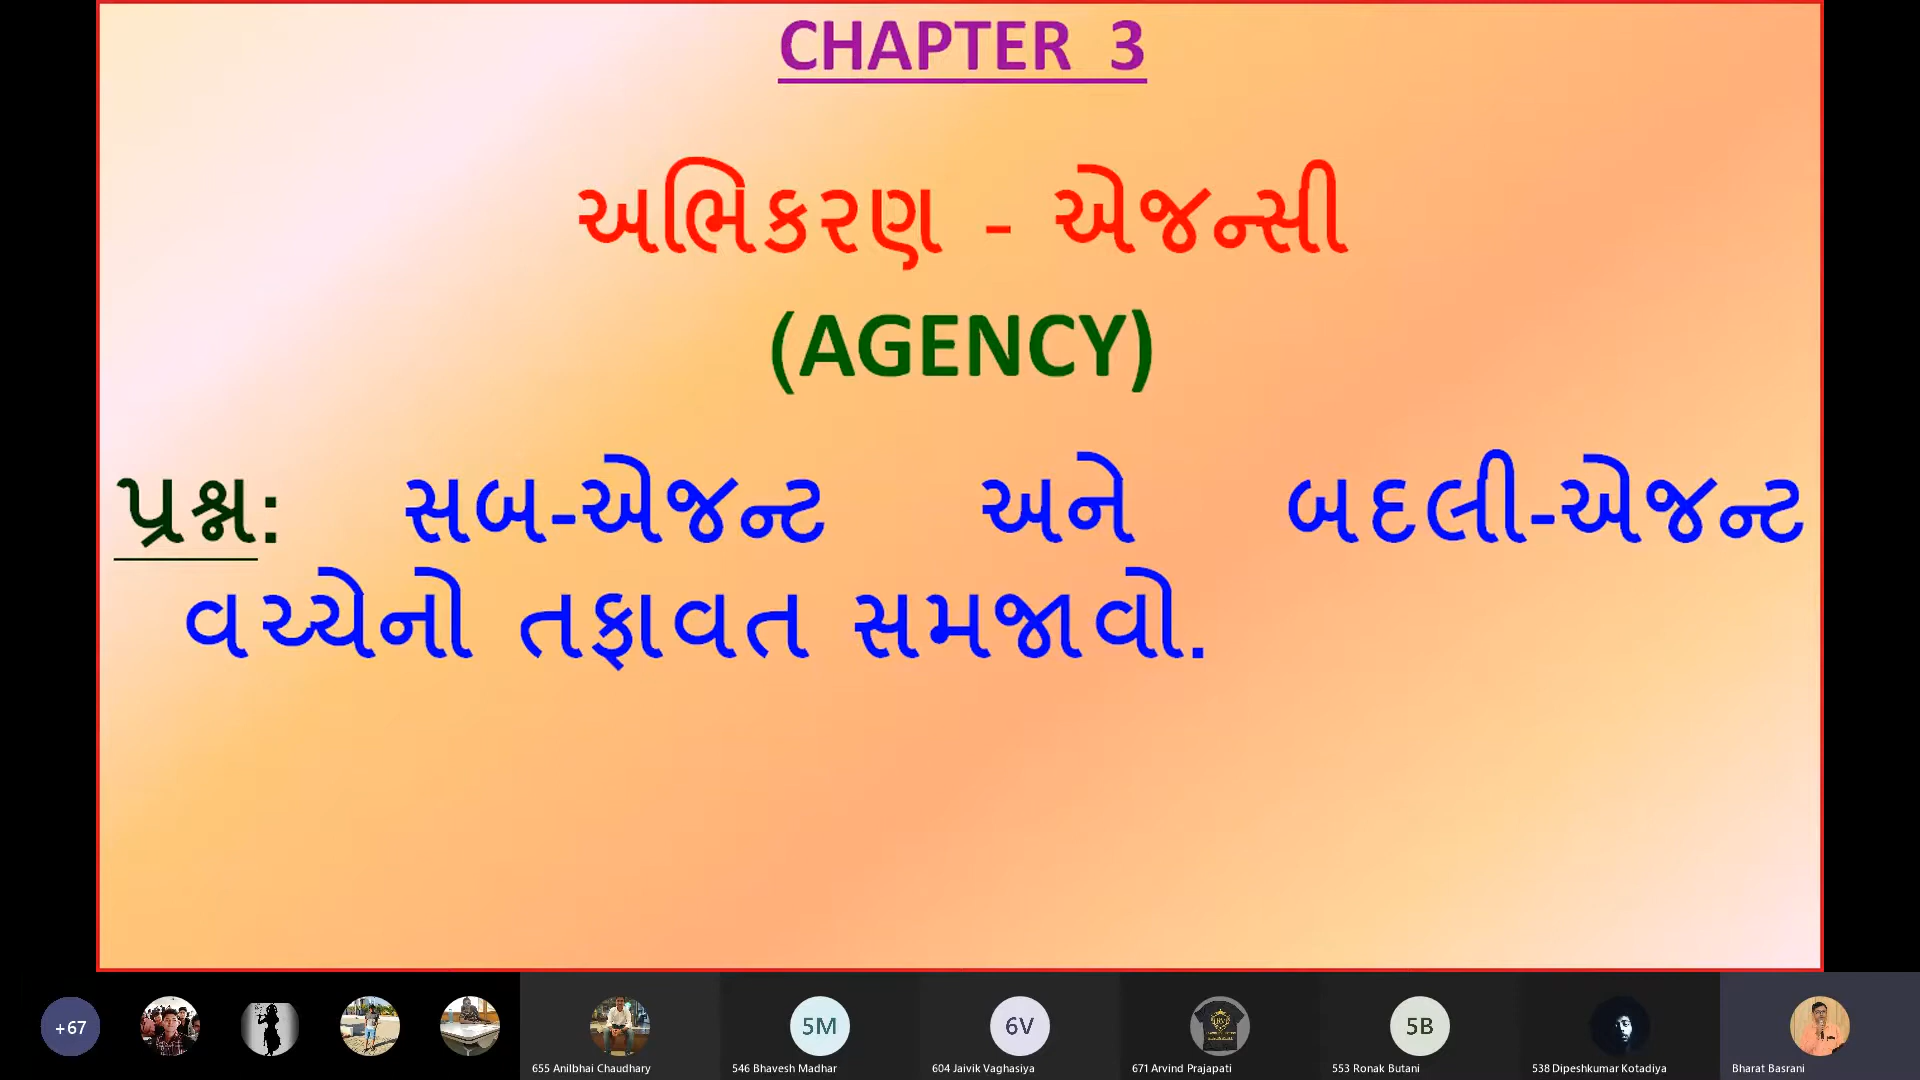 CHAPTER 3
અભિકરણ - એજન્સી
(AGENCY)
પ્રશ્ન: સબ-એજન્ટ અને બદલી-એજન્ટ
વચ્ચેનો તફાવત સમજાવો.
+67
5M
6V
5B
655 Anilbhai Chaudhary
546 Bhavesh Madhar
604 Jaivik Vaghasiya
671 Arvind Prajapati
553 Ronak Butani
538 Dipeshkumar Kotadiya
Bharat Basrani